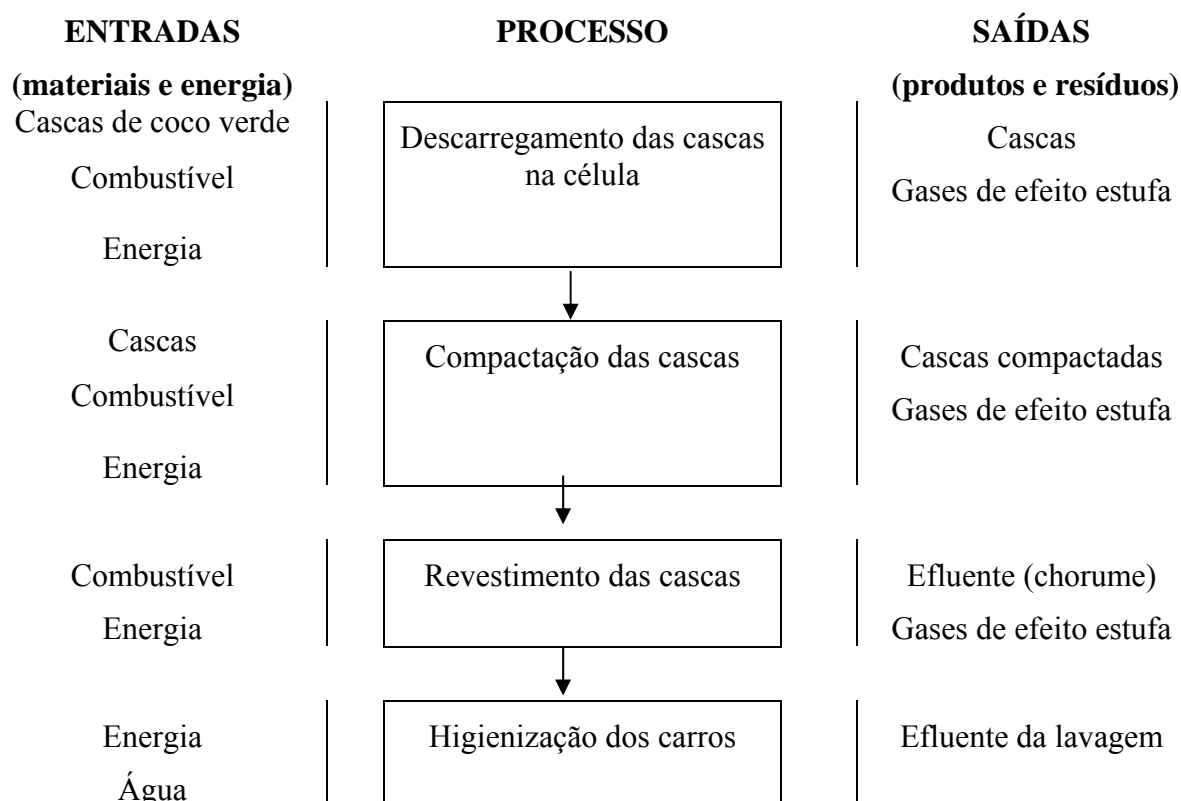 ENTRADAS
PROCESSO
SAÍDAS
(materiais e energia)
(produtos e resíduos)
Cascas de coco verde
Combustível
Energia
Descarregamento das cascas
na célula
Cascas
Gases de efeito estufa
Cascas
Combustível
Energia
Compactação das cascas
Cascas compactadas
Gases de efeito estufa
Combustível
Energia
Revestimento das cascas
Efluente (chorume)
Gases de efeito estufa
Energia
Água
Higienização dos carros
Efluente da lavagem